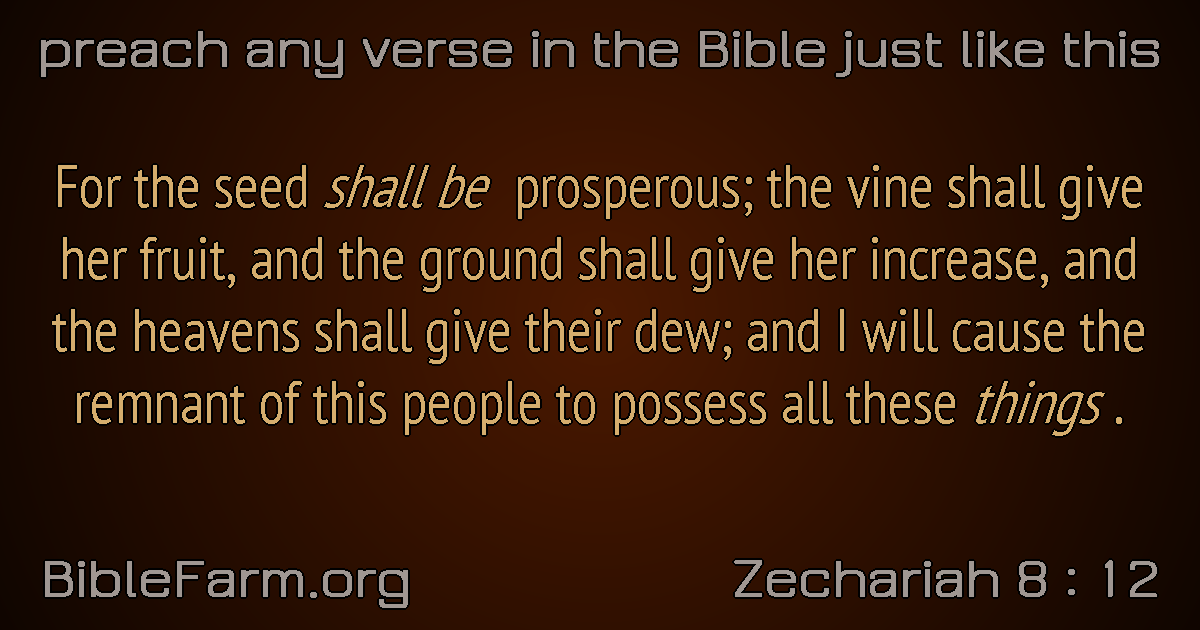 preach any verse in the Bible just like this
For the seed shall be prosperous; the vine shall give
her fruit, and the ground shall give her increase, and
the heavens shall give their dew; and I will cause the
remnant of this people to possess all these things .
BibleFarm.org
Zechariah 8 : 12